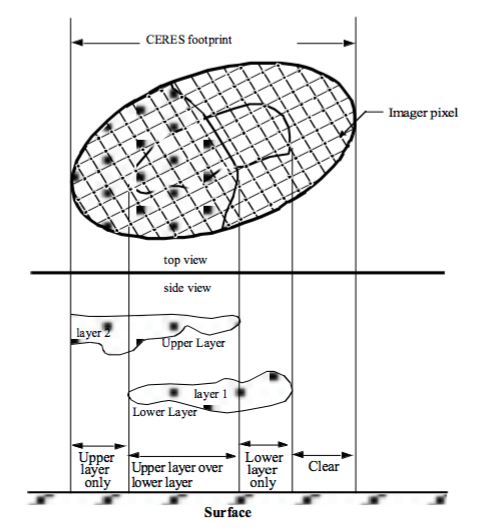 CERES footprint
Imager pixel
top view
side view
layer 2
Upper Layer
layer 1
Lower Layer
Upper
layer
only
Upper layer over
lower layer
Lower
layer
only
Clear
Surface